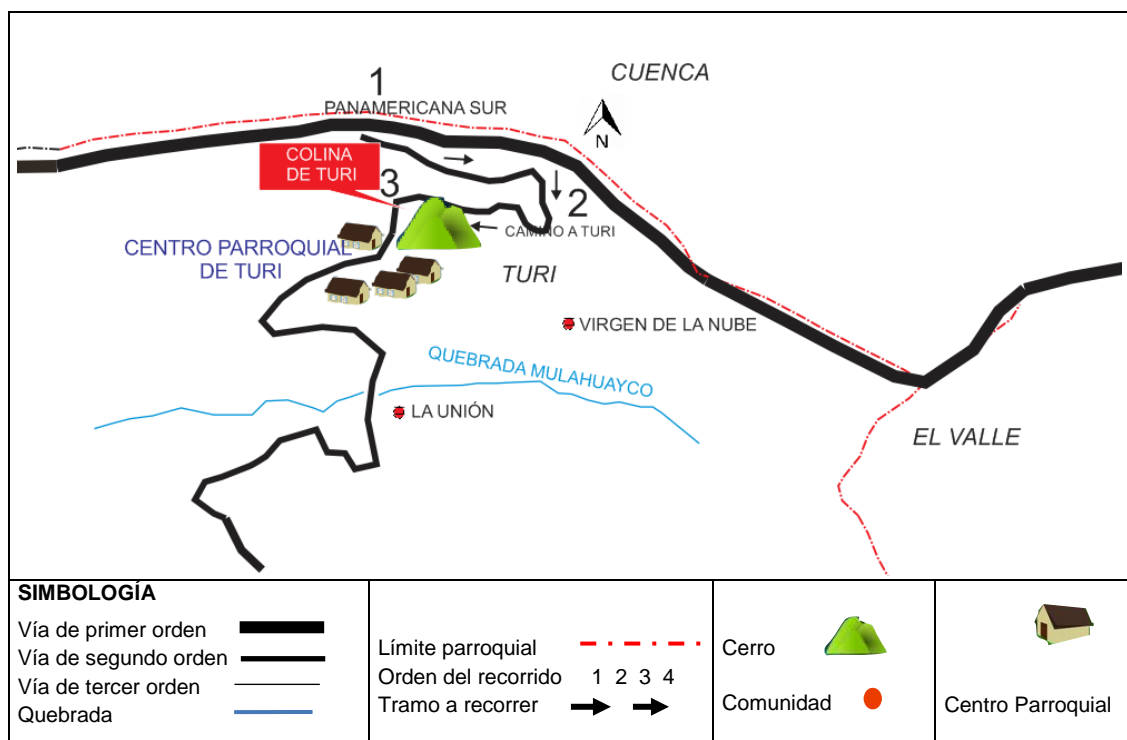 CUENCA
1
PANAMERICANA SUR
N
COLINA
DE TURI
3
2
CAMINO A TURI
CENTRO PARROQUIAL
DE TURI
TURI
VIRGEN DE LA NUBE
QUEBRADA MULAHUAYCO
LA UNIÓN
EL VALLE
SIMBOLOGÍA
Vía de primer orden
Vía de segundo orden
Vía de tercer orden
Quebrada
Límite parroquial
Orden del recorrido 1 2 3 4
Tramo a recorrer
Cerro
Comunidad
Centro Parroquial